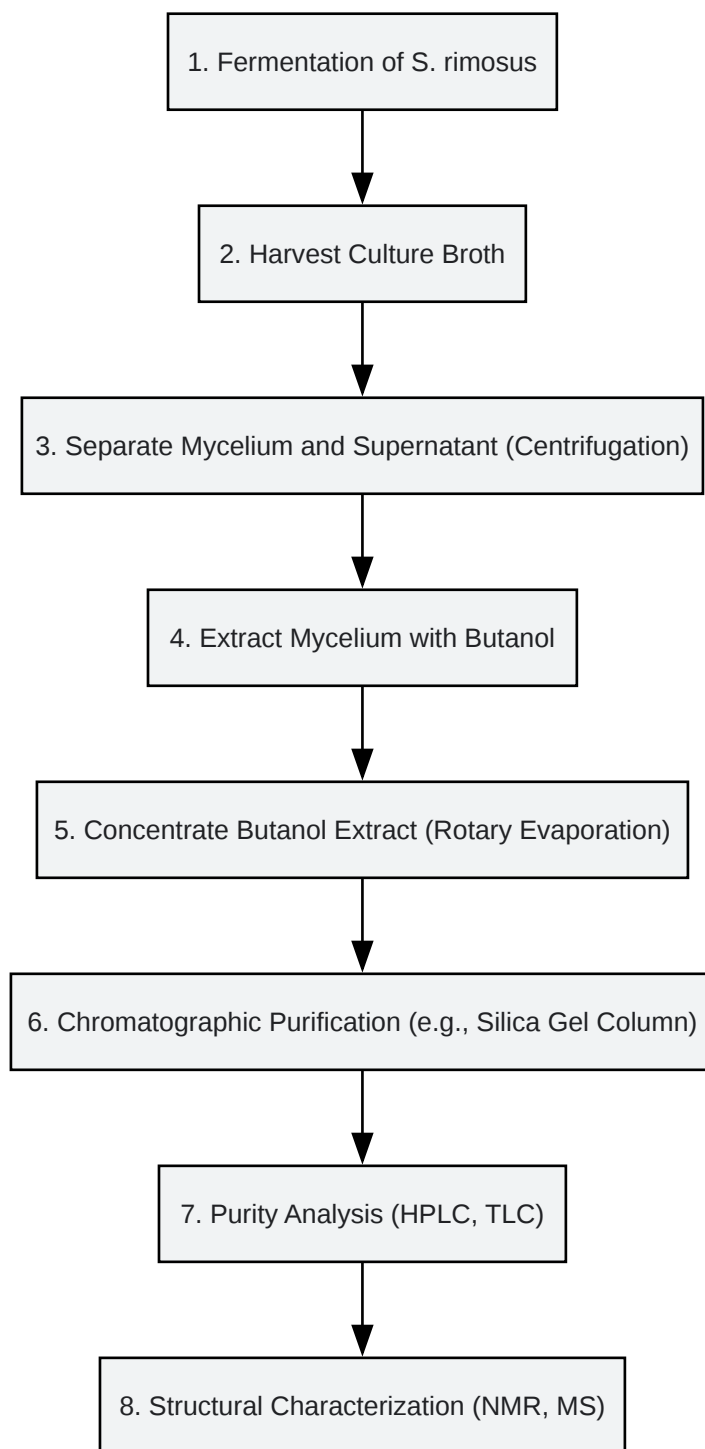 1. Fermentation of S. rimosus
2. Harvest Culture Broth
3. Separate Mycelium and Supernatant (Centrifugation)
4. Extract Mycelium with Butanol
5. Concentrate Butanol Extract (Rotary Evaporation)
6. Chromatographic Purification (e.g., Silica Gel Column)
7. Purity Analysis (HPLC, TLC)
8. Structural Characterization (NMR, MS)